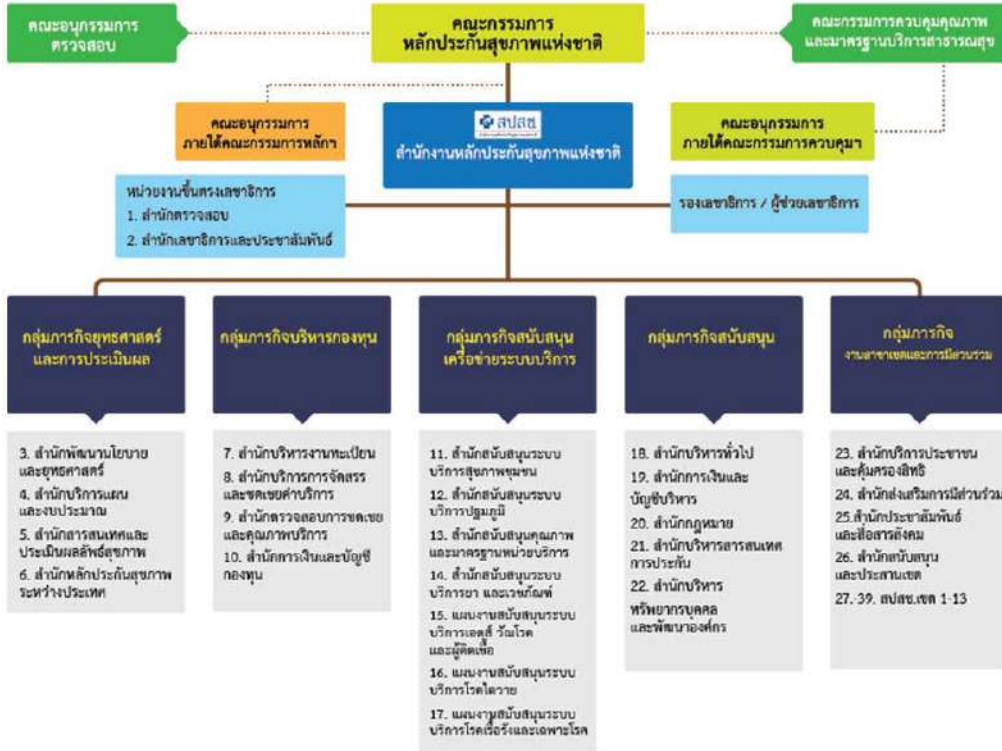 คณะอนุกรรมการ
ตรวจสอบ
คณะกรรมการ
หลักประกันสุขภาพแห่งชาติ
คณะกรรมการควบคุมคุณภาพ
และมาตรฐานบริการสาธารณสุข
คณะอนุกรรมการ
ภายใต้คณะกรรมการหลักฯ
สปสช
สำนักงานหลักประกันสุขภาพแห่งชาติ
คณะอนุกรรมการ
ภายใต้คณะกรรมการควบคุมฯ
หน่วยงานขึ้นตรงเลขาธิการ
1. สำนักตรวจสอบ
2. สำนักเลขาธิการและประชาสัมพันธ์
รองเลขาธิการ / ผู้ช่วยเลขาธิการ
กลุ่มภารกิจยุทธศาสตร์
และการประเมินผล
3. สำนักพัฒนานโยบาย
และยุทธศาสตร์
4. สำนักบริการแผน
และงบประมาณ
5. สำนักสารสนเทศและ
ประเมินผลลัพธ์สุขภาพ
6. สำนักหลักประกันสุขภาพ
ระหว่างประเทศ
กลุ่มภารกิจบริหารกองทุน
7. สำนักบริหารงานทะเบียน
8. สำนักบริการการจัดสรร
และชดเชยค่าบริการ
9. สำนักตรวจสอบการชดเชย
และคุณภาพบริการ
10. สำนักการเงินและบัญชี
กองทุน
กลุ่มภารกิจสนับสนุน
เครือข่ายระบบบริการ
11. สำนักสนับสนุนระบบ
บริการสุขภาพชุมชน
12. สำนักสนับสนุนระบบ
บริการปฐมภูมิ
13. สำนักสนับสนุนคุณภาพ
และมาตรฐานหน่วยบริการ
14. สำนักสนับสนุนระบบ
บริการยา และเวชภัณฑ์
15. แผนงานสนับสนุนระบบ
บริการเอดส์ วัณโรค
และผู้ติดเชื้อ
16. แผนงานสนับสนุนระบบ
บริการโรคไตวาย
17. แผนงานสนับสนุนระบบ
บริการโรคเรื้อรังและเฉพาะโรค
กลุ่มภารกิจสนับสนุน
18. สำนักบริหารทั่วไป
19. สำนักการเงินและ
บัญชีบริหาร
20. สำนักกฎหมาย
21. สำนักบริหารสารสนเทศ
การประกัน
22. สำนักบริหาร
ทรัพยากรบุคคล
และพัฒนาองค์กร
กลุ่มภารกิจ
งานสาขาเขตและการมีส่วนร่วม
23. สำนักบริการประชาชน
และคุ้มครองสิทธิ
24. สำนักส่งเสริมการมีส่วนร่วม
25.สำนักประชาสัมพันธ์
และสื่อสารสังคม
26. สำนักสนับสนุน
และประสานเขต
27.-39. สปสช.เขต 1-13